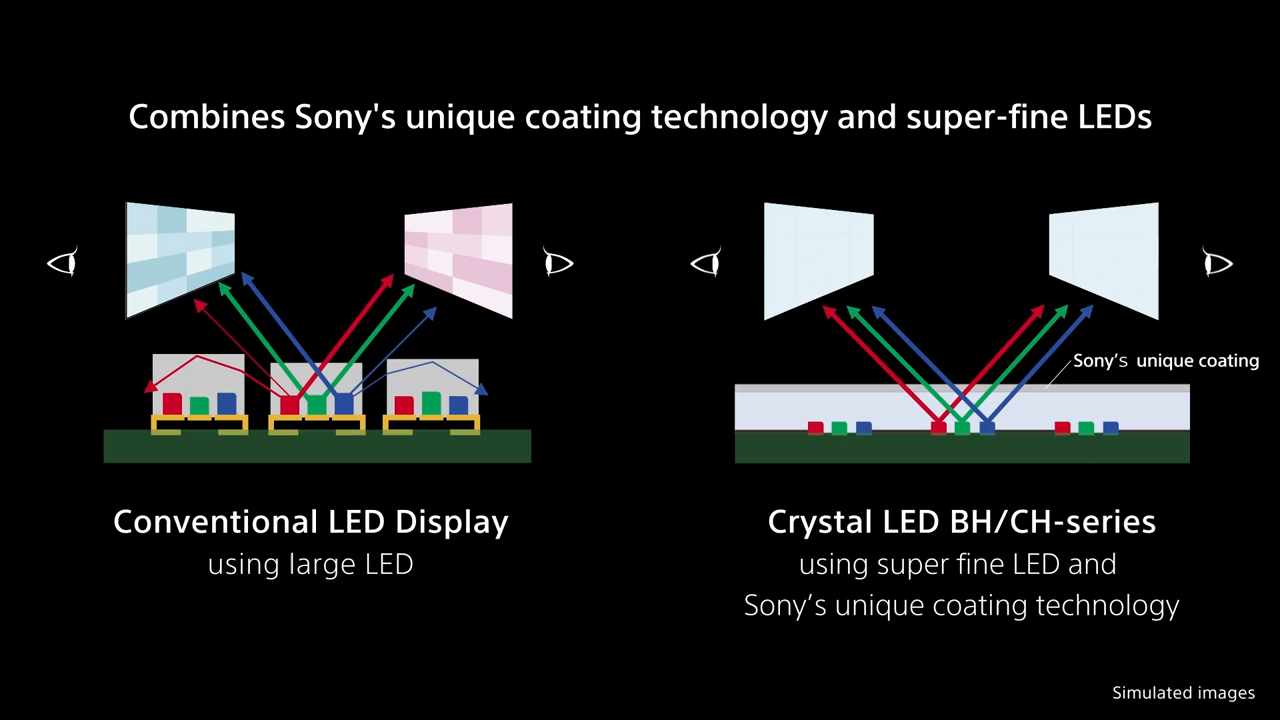 Combines Sony's unique coating technology and super-fine LEDs
Sony’s unique coating
Conventional LED Display
using large LED
Crystal LED BH/CH-series
using super fine LED and
Sony’s unique coating technology
Simulated images